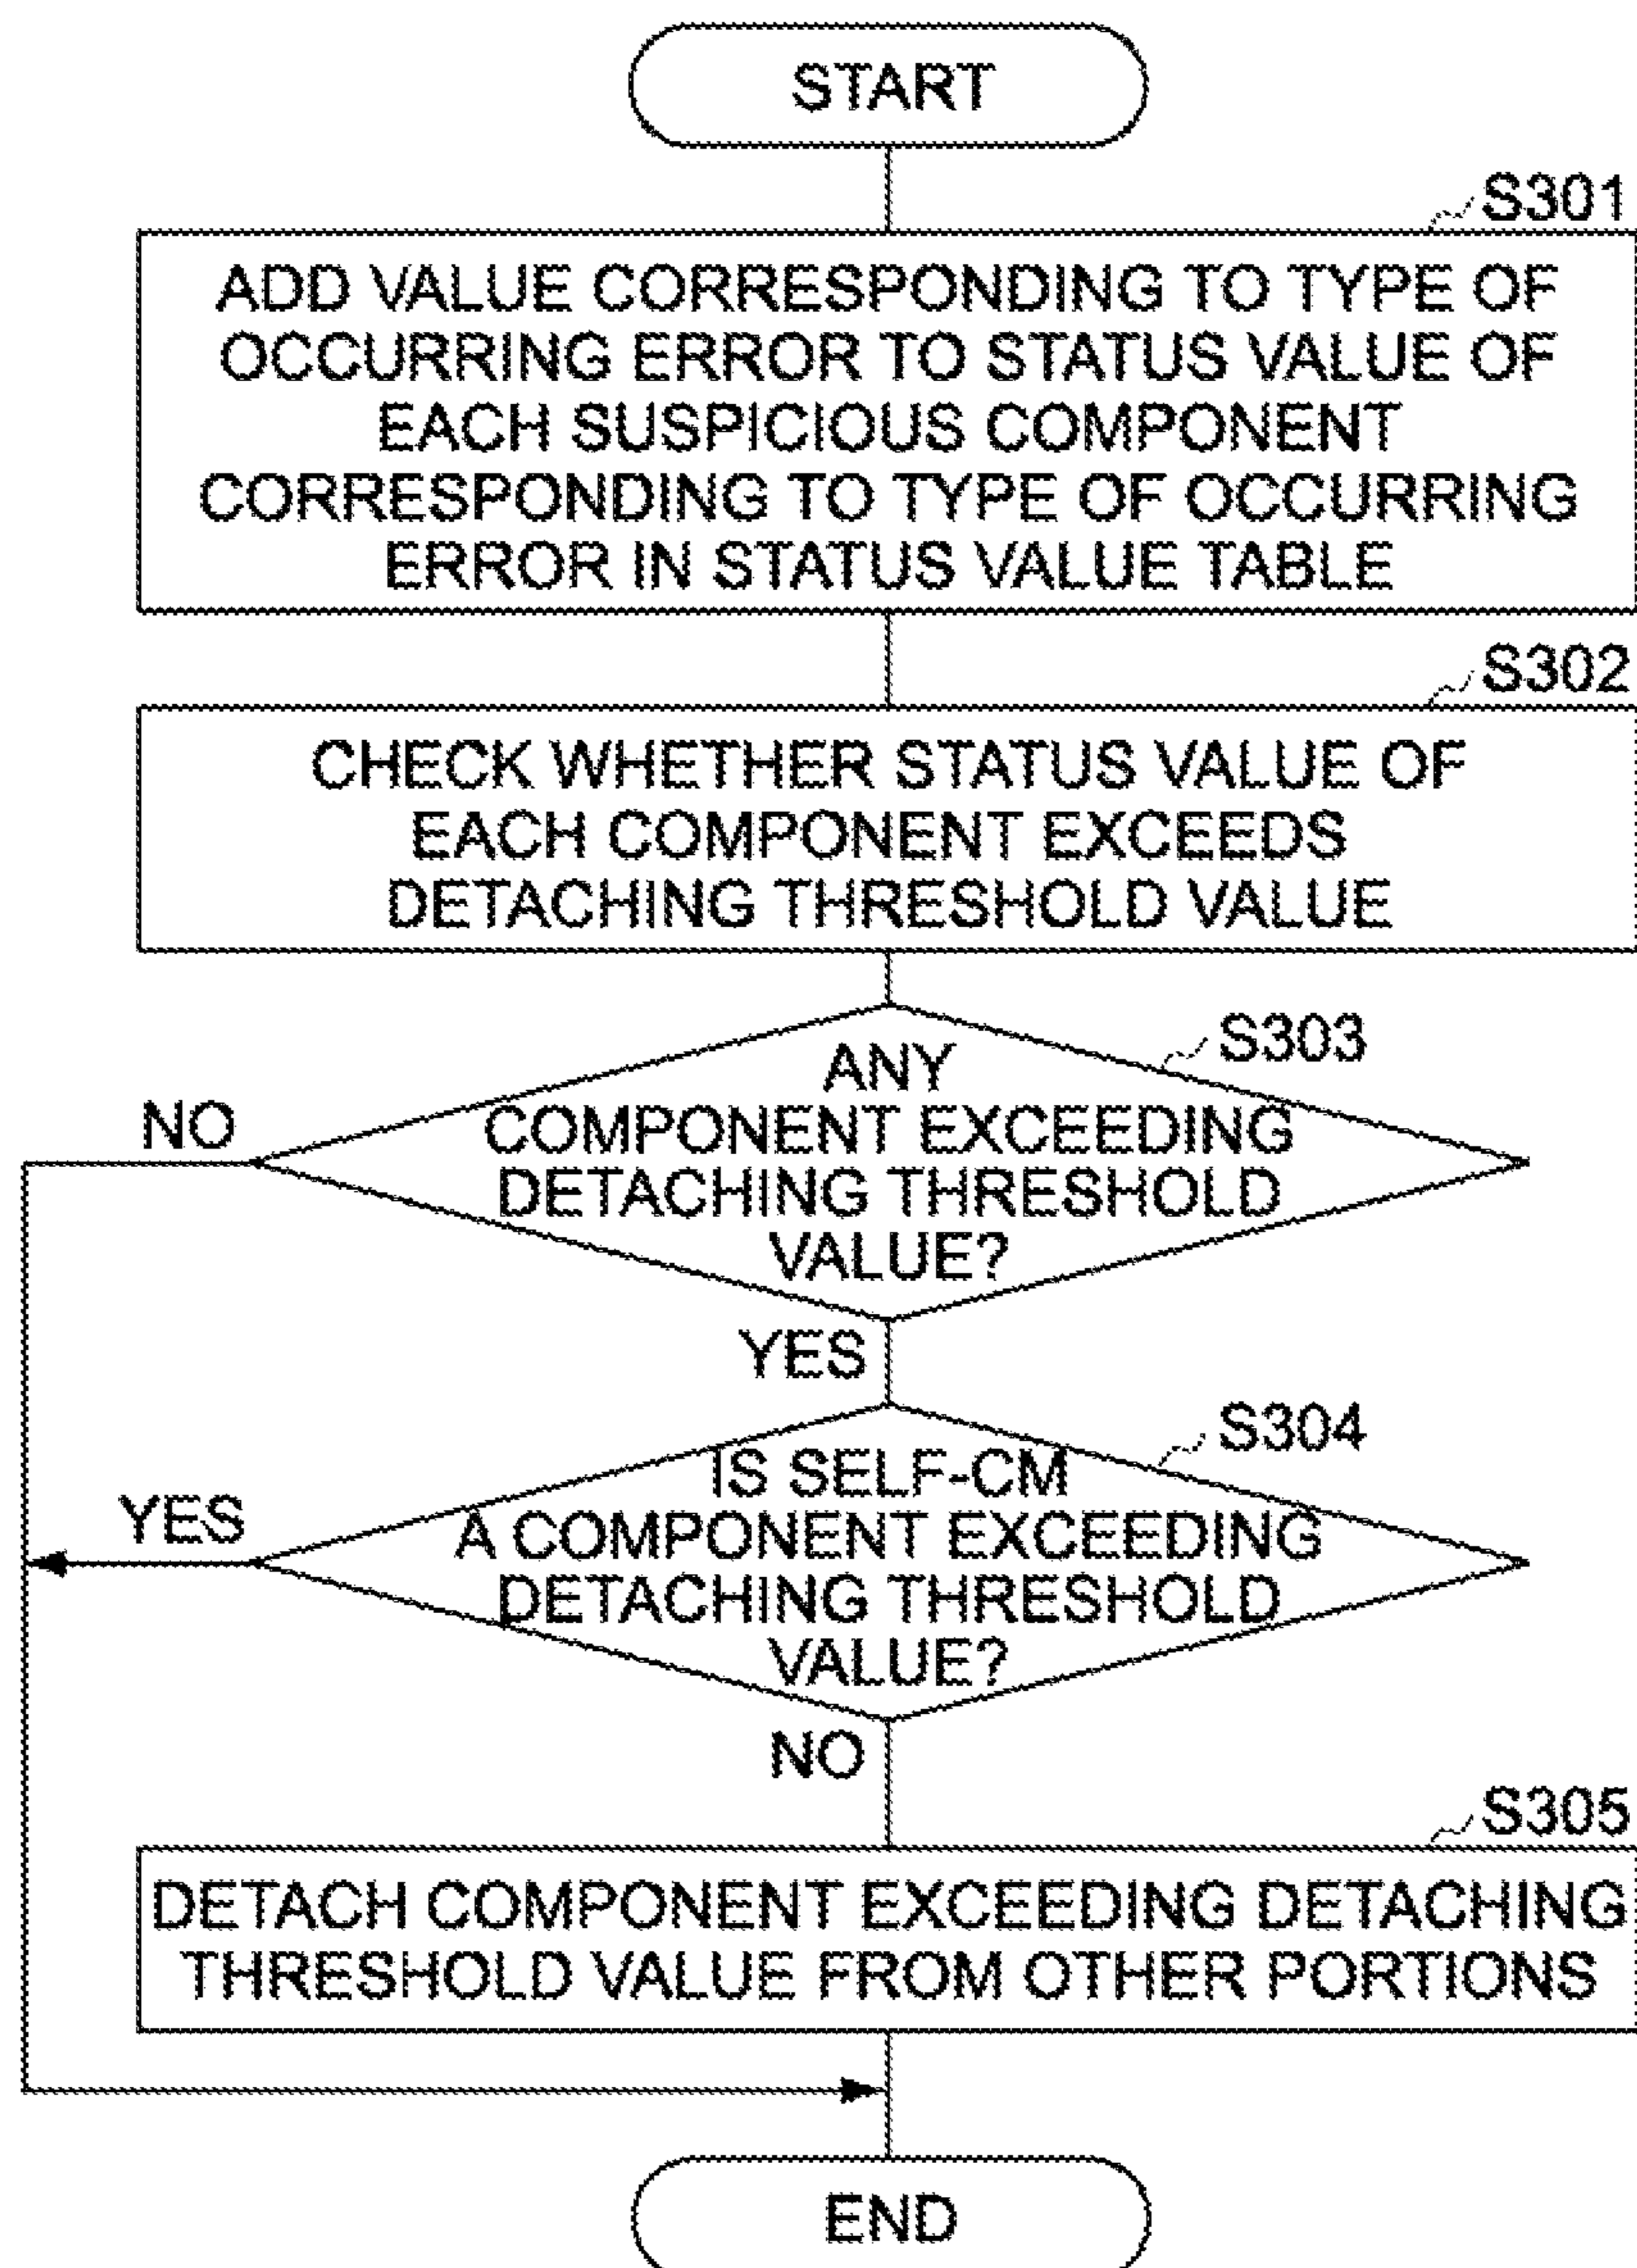 START
S301
ADD VALUE CORRESPONDING TO TYPE OF
OCCURRING ERROR TO STATUS VALUE OF
EACH SUSPICIOUS COMPONENT
CORRESPONDING TO TYPE OF OCCURRING
ERROR IN STATUS VALUE TABLE
S302
CHECK WHETHER STATUS VALUE OF
EACH COMPONENT EXCEEDS
DETACHING THRESHOLD VALUE
S303
ANY
COMPONENT EXCEEDING
DETACHING THRESHOLD
VALUE?
NO
YES
S304
IS SELF-CM
A COMPONENT EXCEEDING
DETACHING THRESHOLD
VALUE?
YES
NO
S305
DETACH COMPONENT EXCEEDING DETACHING
THRESHOLD VALUE FROM OTHER PORTIONS
END